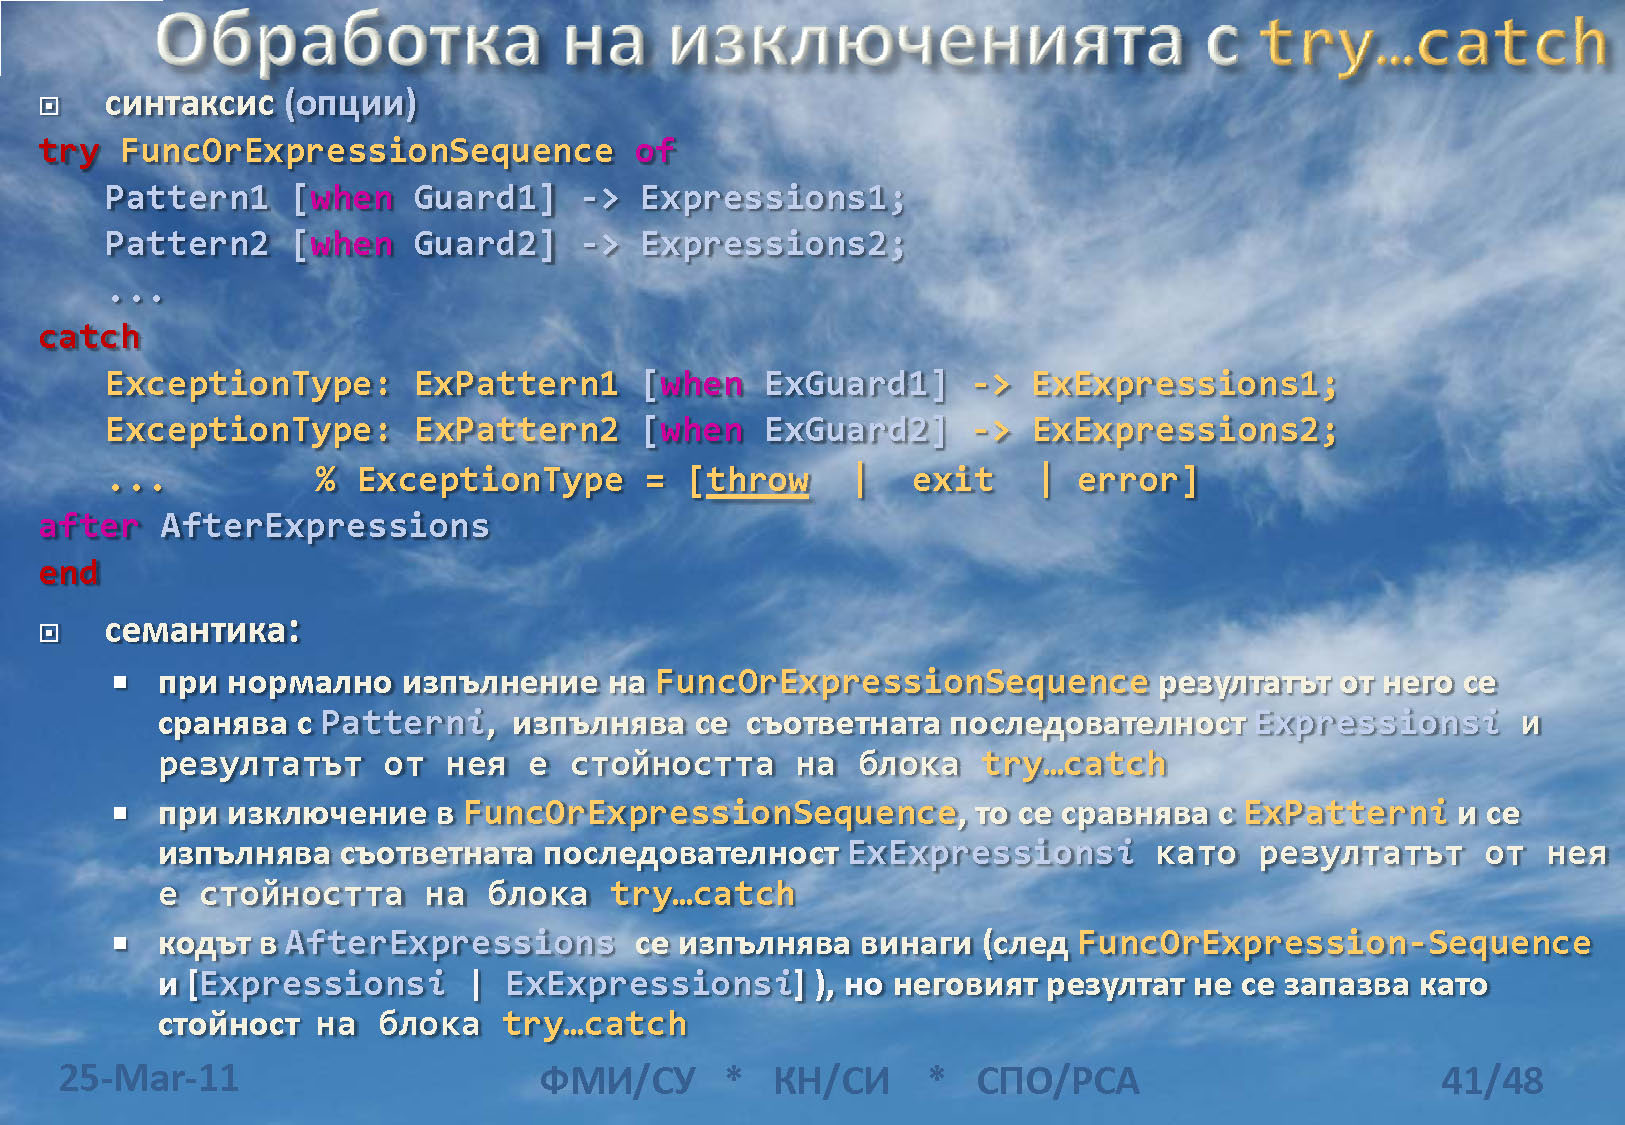 Обработка на изключенията с try…catch
синтаксис (опции)
try FuncOrExpressionSequence of
Pattern1 [when Guard1] -> Expressions1;
Pattern2 [when Guard2] -> Expressions2;
...
catch
ExceptionType: ExPattern1 [when ExGuard1] -> ExExpressions1;
ExceptionType: ExPattern2 [when ExGuard2] -> ExExpressions2;
... % ExceptionType = [throw | exit | error]
after AfterExpressions
end
семантика:
при нормално изпълнение на FuncOrExpressionSequence резултатът от него се
сранява с Patterni, изпълнява се съответната последователност Expressionsi и
резултатът от нея е стойността на блока try…catch
при изключение в FuncOrExpressionSequence, то се сравнява с ExPatterni и се
изпълнява съответната последователност ExExpressionsi като резултатът от нея
е стойността на блока try…catch
кодът в AfterExpressions се изпълнява винаги (след FuncOrExpression-Sequence
и [Expressionsi | ExExpressionsi] ), но неговият резултат не се запазва като
стойност на блока try…catch
25-Mar-11 ФМИ/СУ * КН/СИ * СПО/РСА 41/48